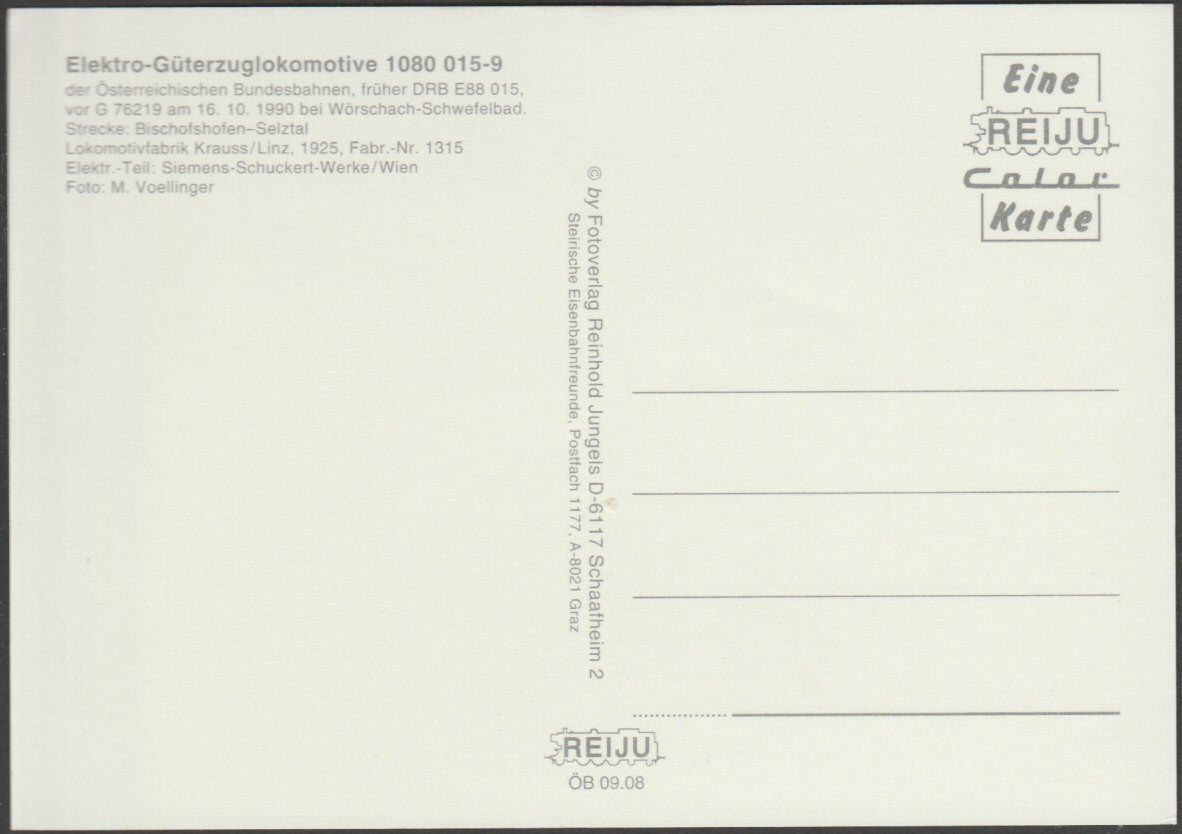 Elektro-Güterzuglokomotive 1080 015-9
der Österreichischen Bundesbahnen, früher DRB E88 015,
vor G 76219 am 16. 10. 1990 bei Wörschach-Schwefelbad.
Strecke: Bischofshofen–Selztal
Lokomotivfabrik Krauss/Linz, 1925, Fabr.-Nr. 1315
Elektr.-Teil: Siemens-Schuckert-Werke/Wien
Foto: M. Voellinger
© by Fotoverlag Reinhold Jungels D-6117 Schaafheim 2
Steirische Eisenbahnfreunde, Postfach 1177, A-8021 Graz
Eine
REIJU
Color
Karte
REIJU
ÖB 09.08